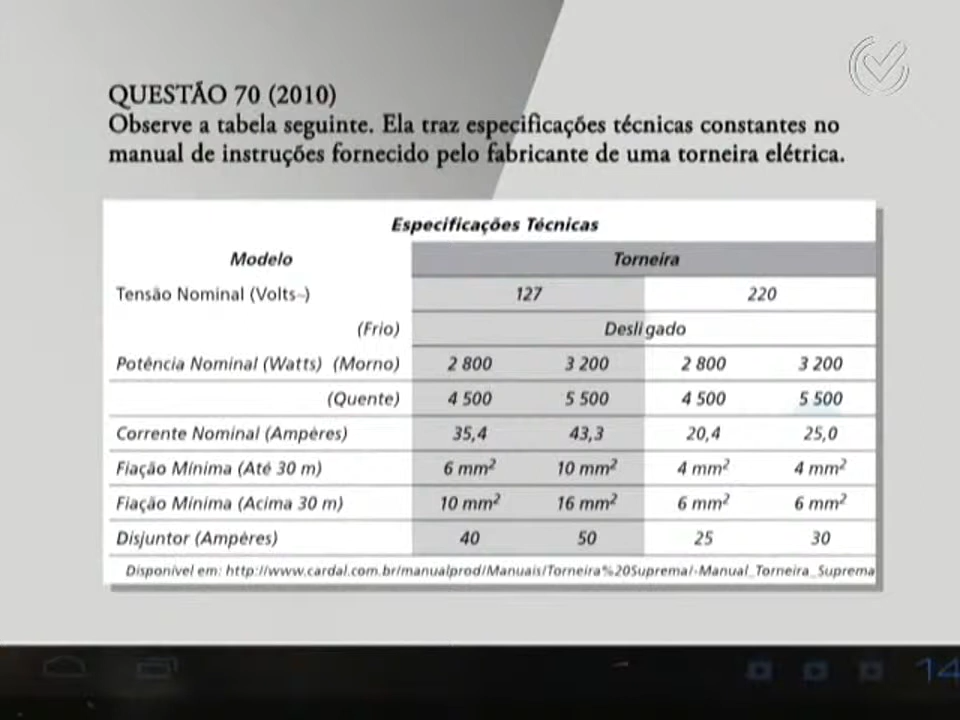 QUESTÃO 70 (2010)
Observe a tabela seguinte. Ela traz especificações técnicas constantes no
manual de instruções fornecido pelo fabricante de uma torneira elétrica.
Especificações Técnicas
Modelo Torneira
Tensão Nominal (Volts~) 127 220
(Frio) Desligado
Potência Nominal (Watts) (Morno) 2 800 3 200 2 800 3 200
(Quente) 4 500 5 500 4 500 5 500
Corrente Nominal (Ampères) 35,4 43,3 20,4 25,0
Fiação Mínima (Até 30 m) 6 mm² 10 mm² 4 mm² 4 mm²
Fiação Mínima (Acima 30 m) 10 mm² 16 mm² 6 mm² 6 mm²
Disjuntor (Ampères) 40 50 25 30
Disponível em: http://www.cardal.com.br/manualprod/Manuais/Torneira%20Suprema/-Manual_Torneira_Suprema
14